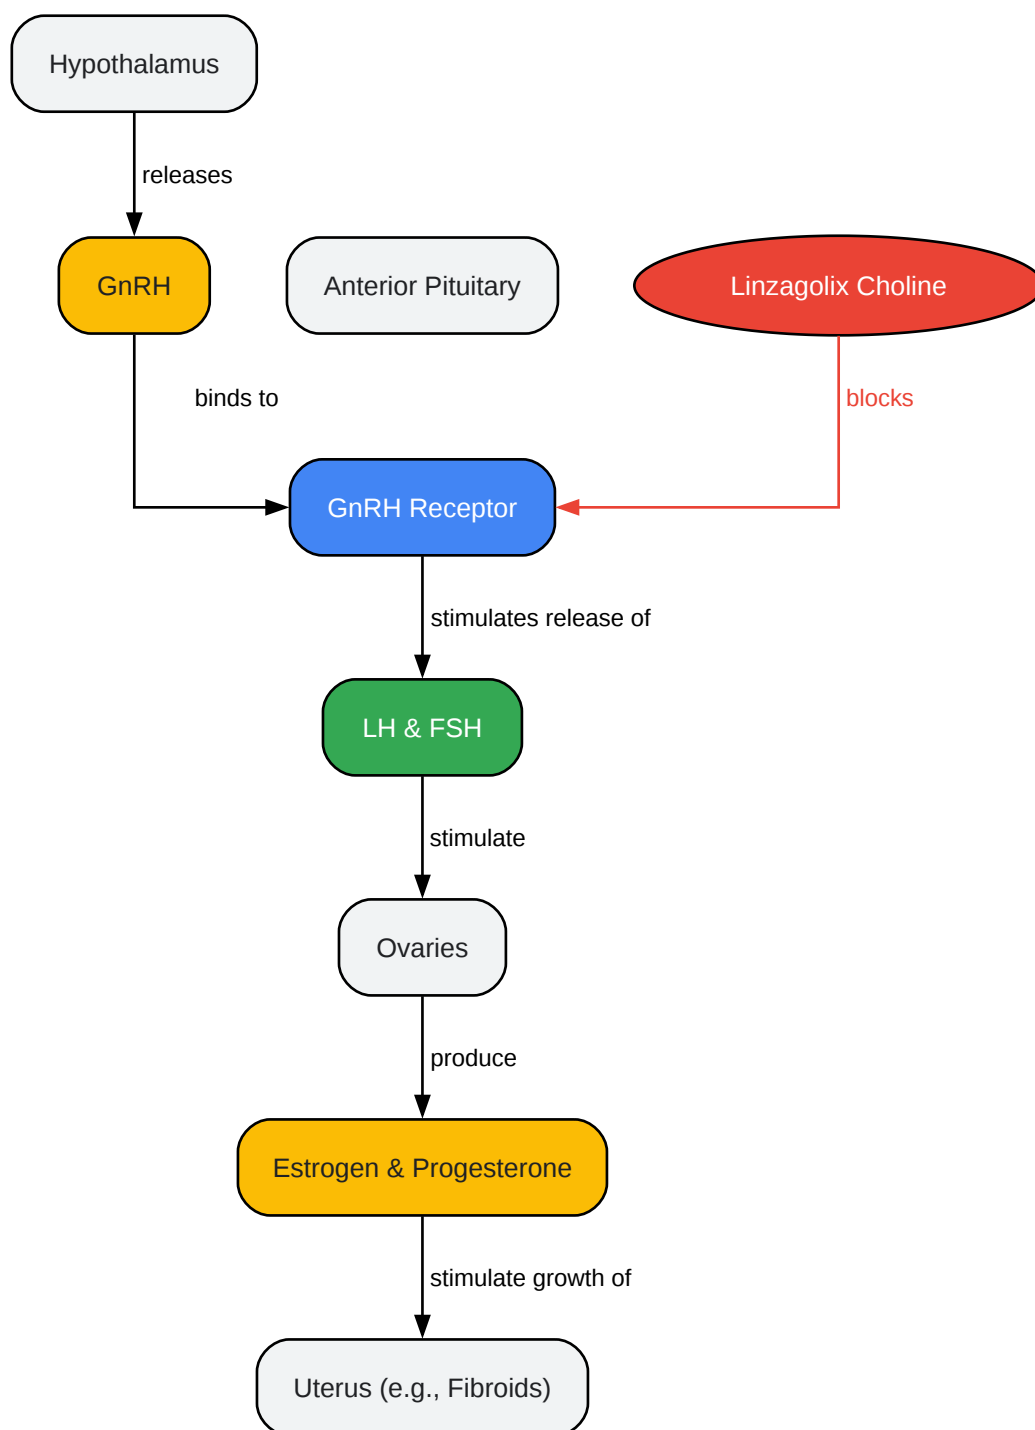 Hypothalamus
releases
GnRH
Anterior Pituitary
Linzagolix Choline
binds to
blocks
GnRH Receptor
stimulates release of
LH & FSH
stimulate
Ovaries
produce
Estrogen & Progesterone
stimulate growth of
Uterus (e.g., Fibroids)